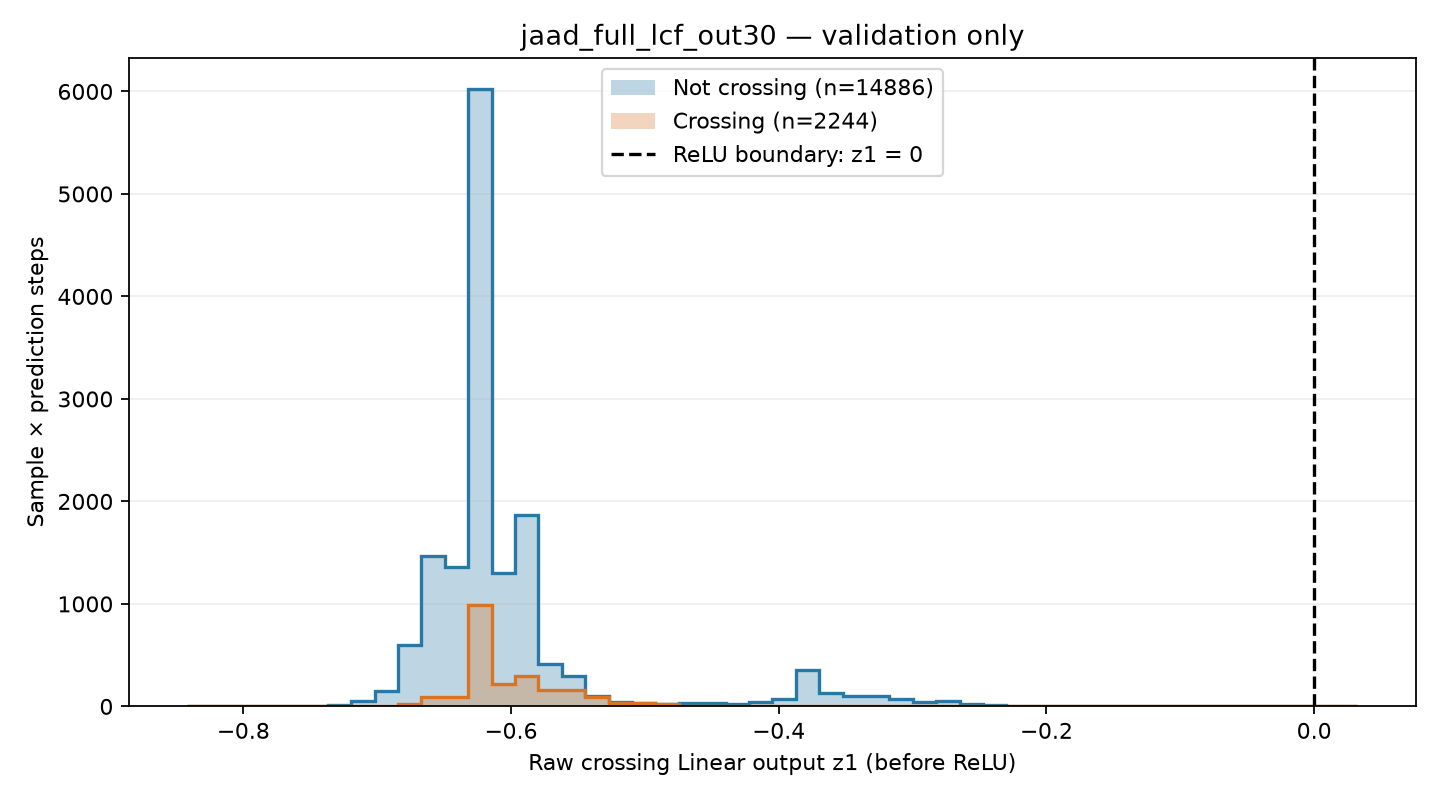 jaad_full_lcf_out30 — validation only
Not crossing (n=14886)
Crossing (n=2244)
ReLU boundary: z1 = 0
Sample × prediction steps
6000
5000
4000
3000
2000
1000
0
−0.8 −0.6 −0.4 −0.2 0.0
Raw crossing Linear output z1 (before ReLU)